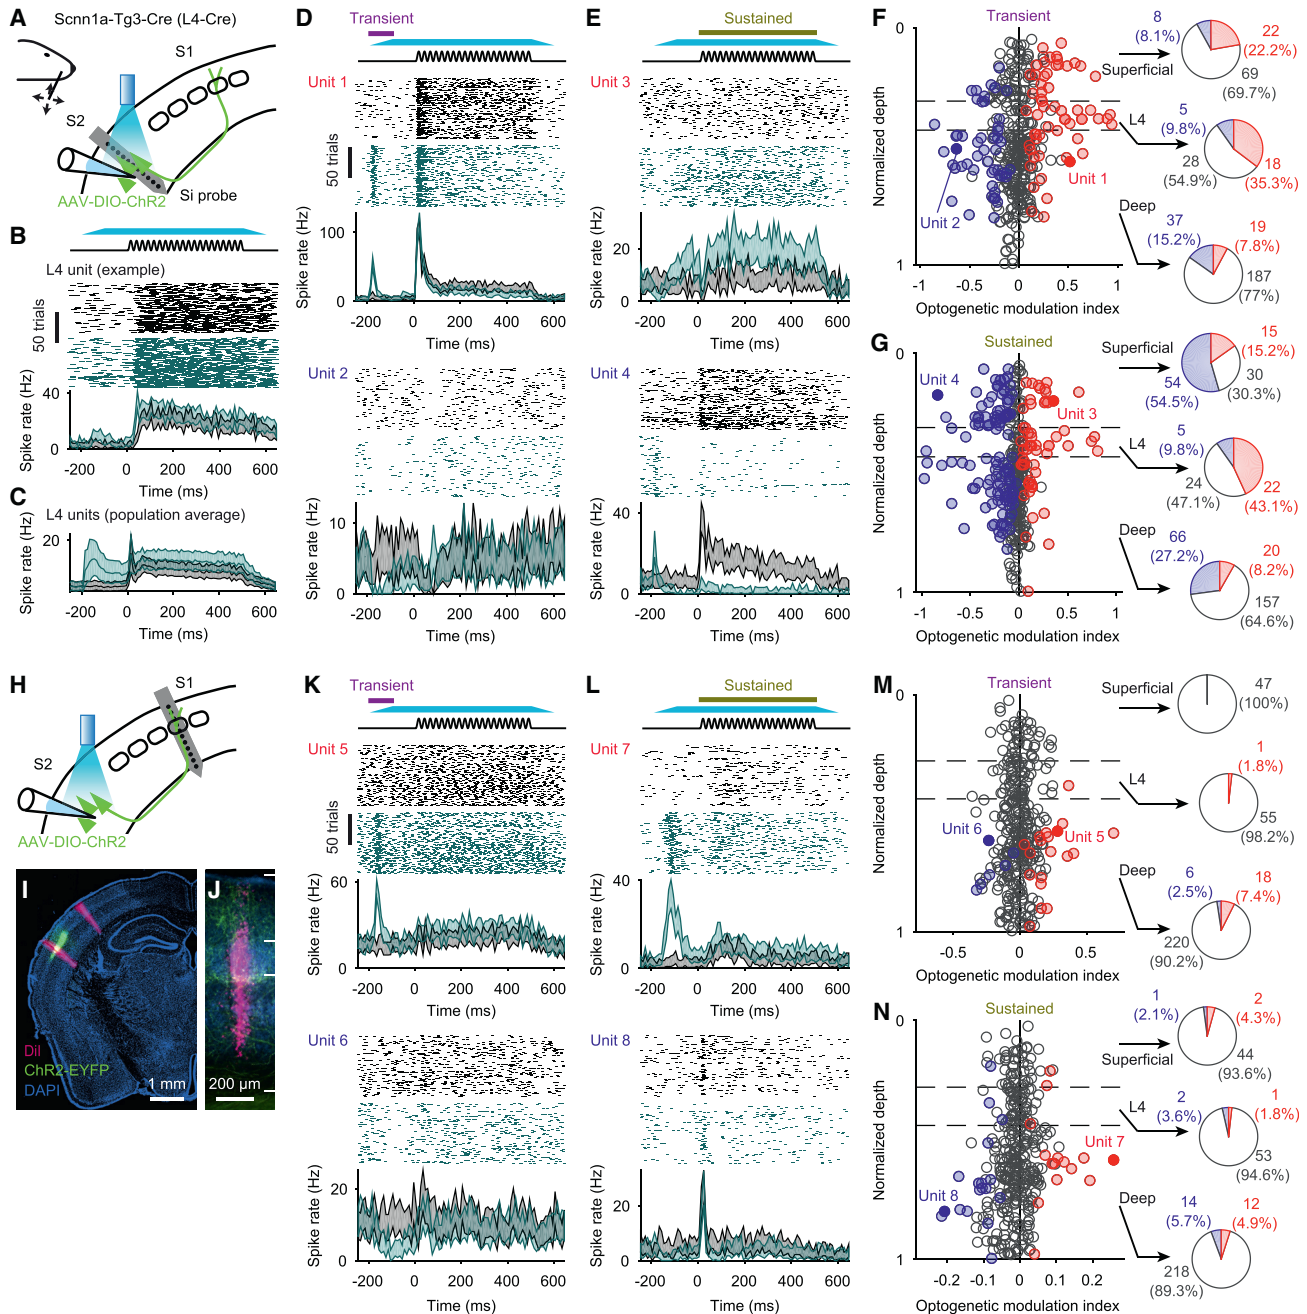 A
Scnn1a-Tg3-Cre (L4-Cre)
S1
S2
AAV-DIO-ChR2
Si probe
B
L4 unit (example)
50 trials
Spike rate (Hz)
40
0
0
200
400
600
Time (ms)
C
L4 units (population average)
Spike rate (Hz)
20
0
200
400
600
Time (ms)
D
Transient
Unit 1
50 trials
Spike rate (Hz)
100
0
-200
0
200
400
600
Time (ms)
Unit 2
Spike rate (Hz)
10
0
-200
0
200
400
600
Time (ms)
E
Sustained
Unit 3
Spike rate (Hz)
20
0
-200
0
200
400
600
Time (ms)
Unit 4
Spike rate (Hz)
40
20
0
-200
0
200
400
600
Time (ms)
F
Transient
Normalized depth
0
1
Unit 1
Unit 2
-1
-0.5
0
0.5
1
Optogenetic modulation index
Superficial
8
(8.1%)
22
(22.2%)
69
(69.7%)
L4
5
(9.8%)
28
(54.9%)
18
(35.3%)
Deep
37
(15.2%)
19
(7.8%)
187
(77%)
G
Sustained
Normalized depth
0
1
Unit 4
Unit 3
-1
-0.5
0
0.5
1
Optogenetic modulation index
Superficial
15
(15.2%)
54
(54.5%)
30
(30.3%)
L4
5
(9.8%)
24
(47.1%)
22
(43.1%)
Deep
66
(27.2%)
20
(8.2%)
157
(64.6%)
H
S1
S2
AAV-DIO-ChR2
I
DiI
ChR2-EYFP
DAPI
1 mm
J
200 µm
K
Transient
Unit 5
50 trials
Spike rate (Hz)
60
0
-200
0
200
400
600
Time (ms)
Unit 6
Spike rate (Hz)
20
0
-200
0
200
400
600
Time (ms)
L
Sustained
Unit 7
Spike rate (Hz)
40
0
-200
0
200
400
600
Time (ms)
Unit 8
Spike rate (Hz)
20
0
-200
0
200
400
600
Time (ms)
M
Transient
Normalized depth
0
1
Unit 6
Unit 5
-0.5
0
0.5
Optogenetic modulation index
Superficial
47
(100%)
L4
1
(1.8%)
55
(98.2%)
Deep
6
(2.5%)
18
(7.4%)
220
(90.2%)
N
Sustained
Normalized depth
0
1
Unit 7
Unit 8
-0.2
-0.1
0
0.1
0.2
Optogenetic modulation index
Superficial
1
(2.1%)
2
(4.3%)
44
(93.6%)
L4
2
(3.6%)
1
(1.8%)
53
(94.6%)
Deep
14
(5.7%)
12
(4.9%)
218
(89.3%)